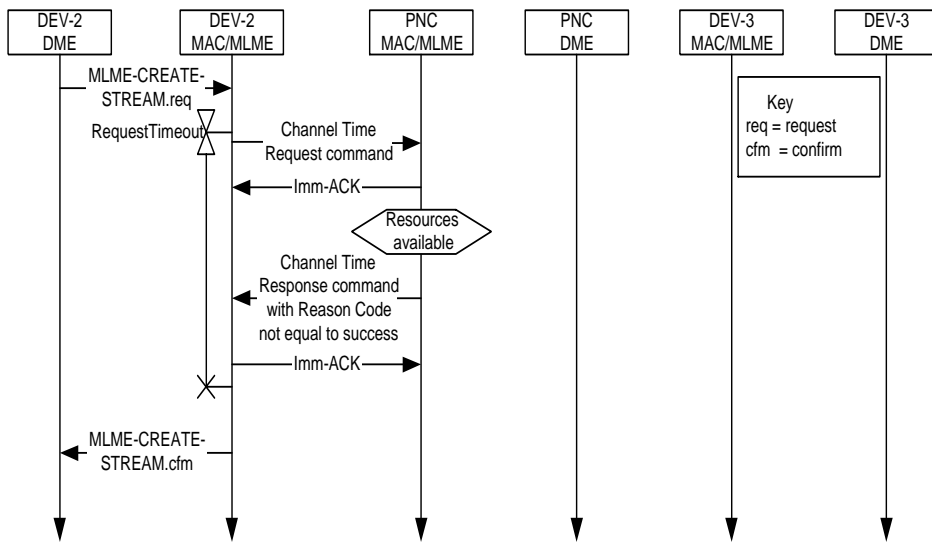 DEV-2
DME
DEV-2
MAC/MLME
PNC
MAC/MLME
PNC
DME
DEV-3
MAC/MLME
DEV-3
DME
MLME-CREATE-
STREAM.req
Key
req = request
cfm = confirm
RequestTimeout
Channel Time
Request command
Imm-ACK
Resources
available
Channel Time
Response command
with Reason Code
not equal to success
Imm-ACK
MLME-CREATE-
STREAM.cfm